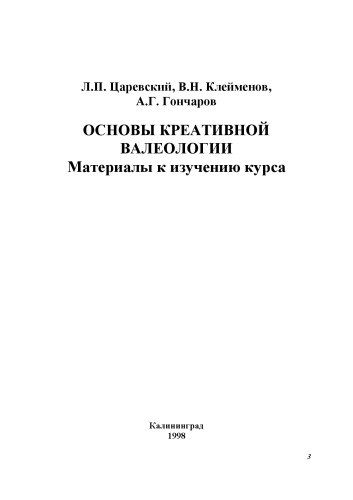 Л.П. Царевский, В.Н. Клейменов,
А.Г. Гончаров
ОСНОВЫ КРЕАТИВНОЙ
ВАЛЕОЛОГИИ
Материалы к изучению курса
Калининград
1998
3